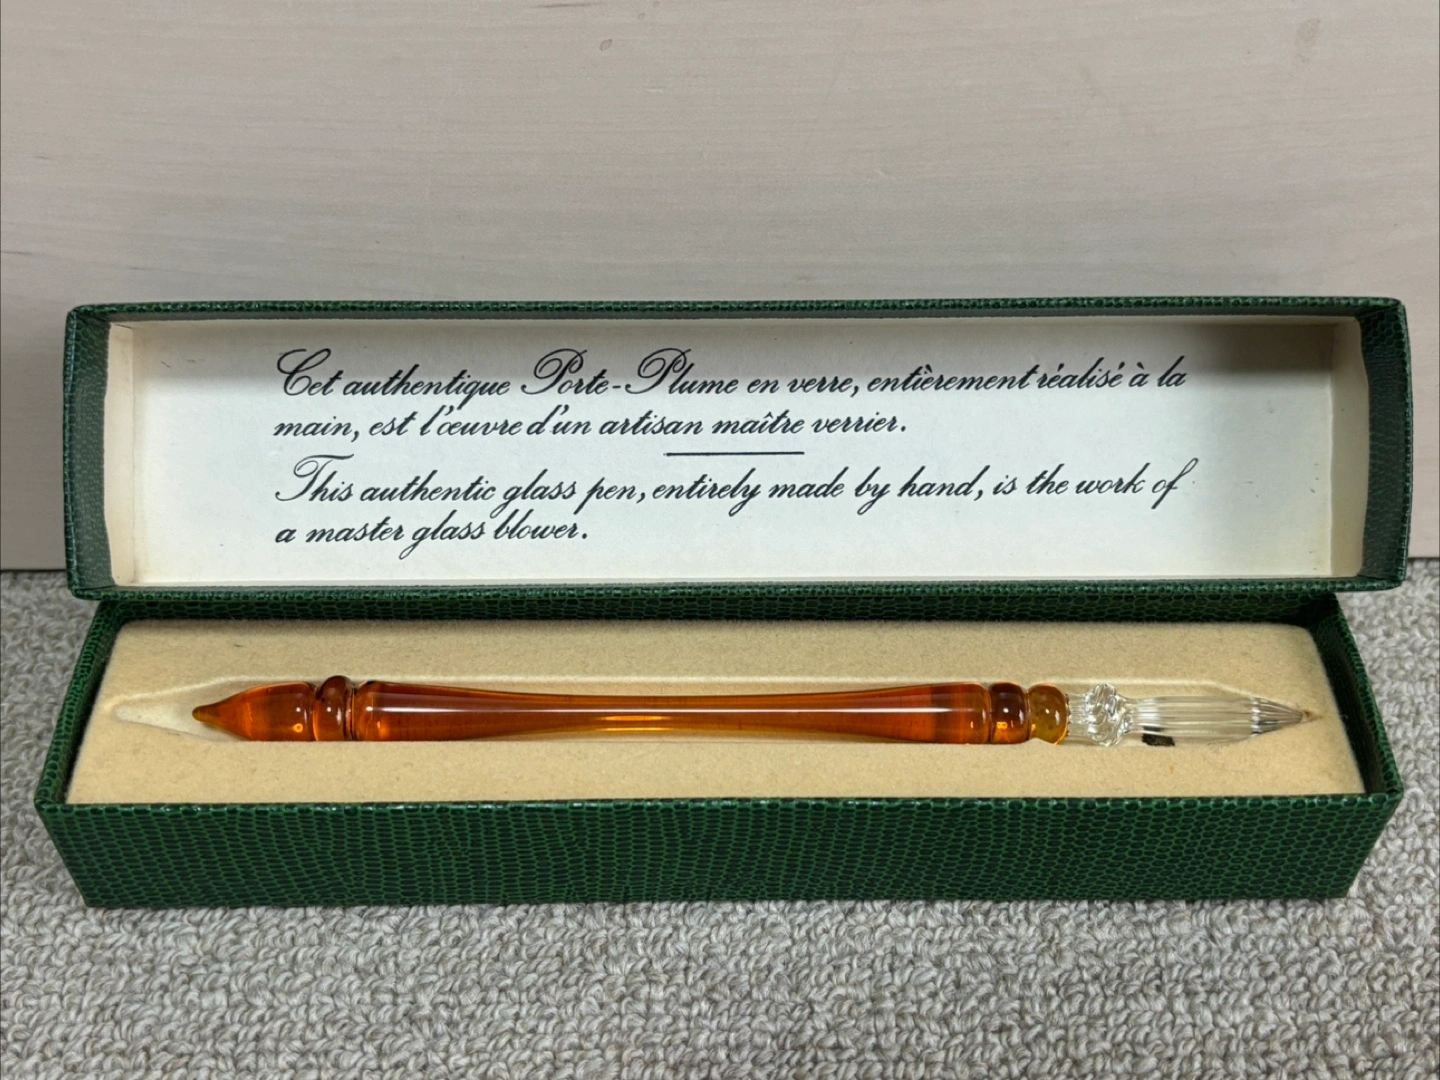 Cet authentique Porte-Plume en verre, entièrement réalisé à la
main, est l'œuvre d'un artisan maître verrier.
This authentic glass pen, entirely made by hand, is the work of
a master glass blower.